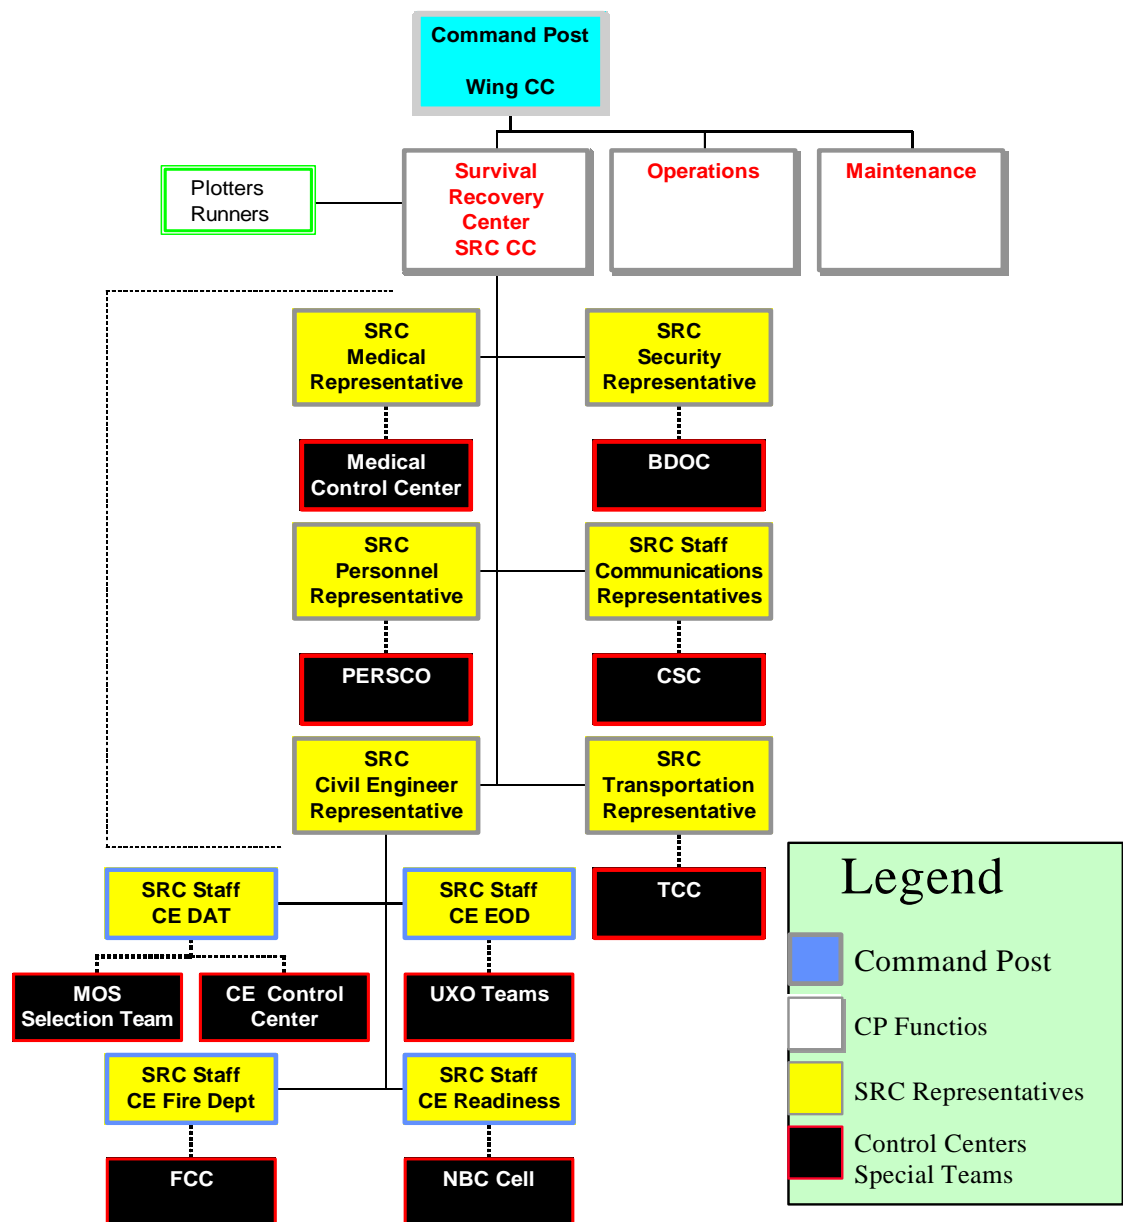 Command Post
Wing CC
Survival
Recovery
Center
SRC CC
Operations
Maintenance
Plotters
Runners
SRC
Medical
Representative
SRC
Security
Representative
Medical
Control Center
BDOC
SRC
Personnel
Representative
SRC Staff
Communications
Representatives
PERSCO
CSC
SRC
Civil Engineer
Representative
SRC
Transportation
Representative
TCC
SRC Staff
CE DAT
SRC Staff
CE EOD
MOS
Selection Team
CE Control
Center
UXO Teams
SRC Staff
CE Fire Dept
SRC Staff
CE Readiness
FCC
NBC Cell
Legend
Command Post
CP Functios
SRC Representatives
Control Centers
Special Teams